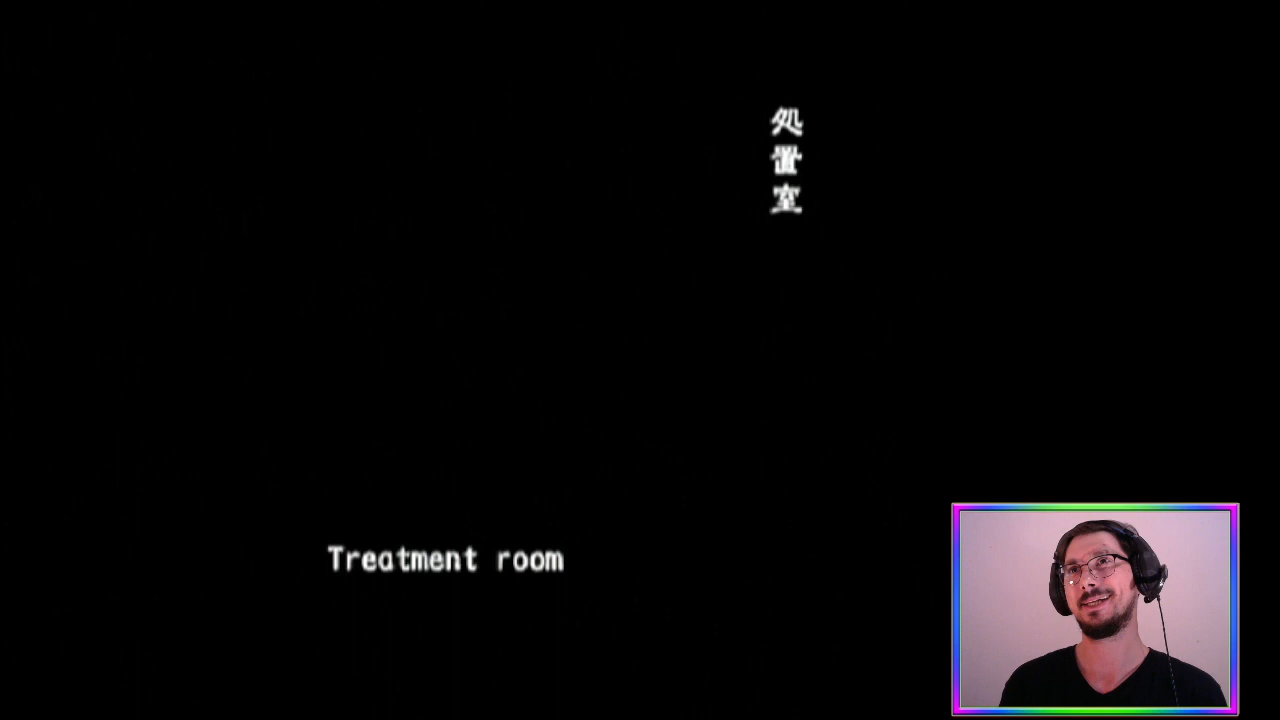 処置室
Treatment room